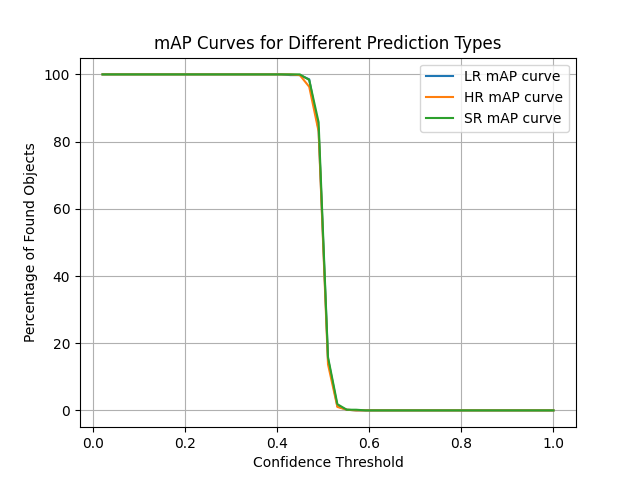 mAP Curves for Different Prediction Types
LR mAP curve
HR mAP curve
SR mAP curve
Percentage of Found Objects
100
80
60
40
20
0
0.0 0.2 0.4 0.6 0.8 1.0
Confidence Threshold